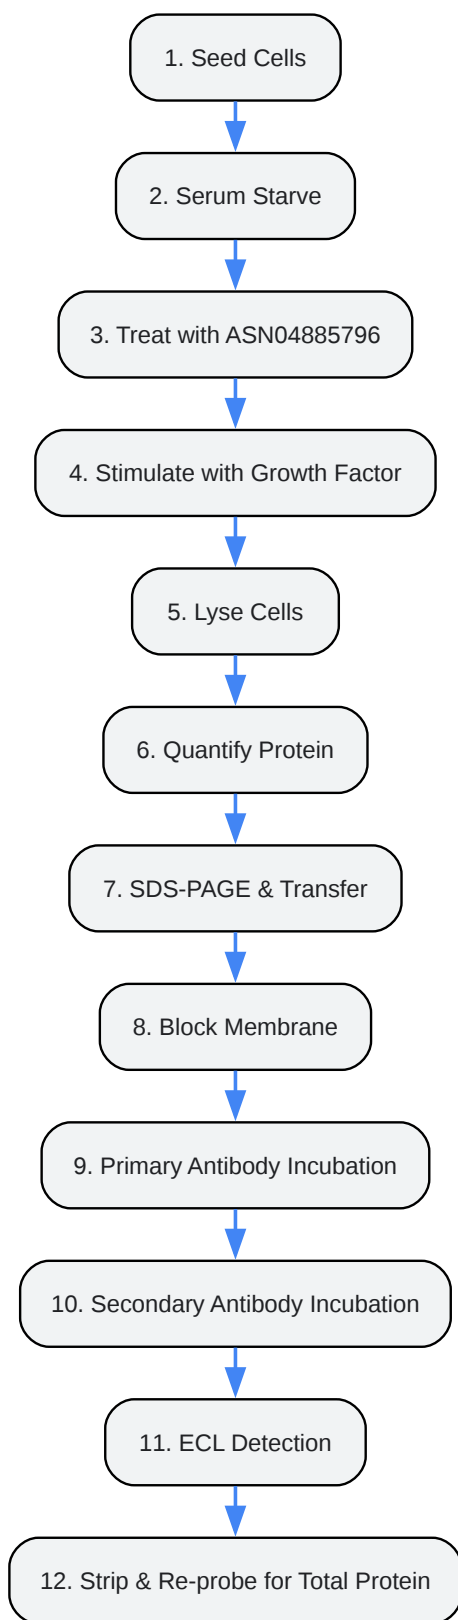 1. Seed Cells
2. Serum Starve
3. Treat with ASN04885796
4. Stimulate with Growth Factor
5. Lyse Cells
6. Quantify Protein
7. SDS-PAGE & Transfer
8. Block Membrane
9. Primary Antibody Incubation
10. Secondary Antibody Incubation
11. ECL Detection
12. Strip & Re-probe for Total Protein